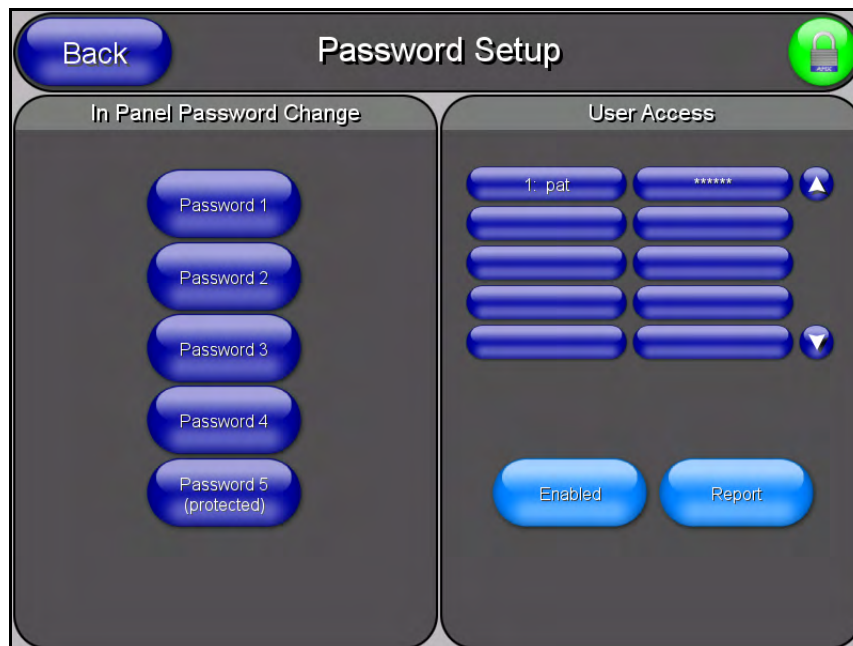 Back
Password Setup
AMX
In Panel Password Change
User Access
Password 1
Password 2
Password 3
Password 4
Password 5
(protected)
1: pat
******
Enabled
Report